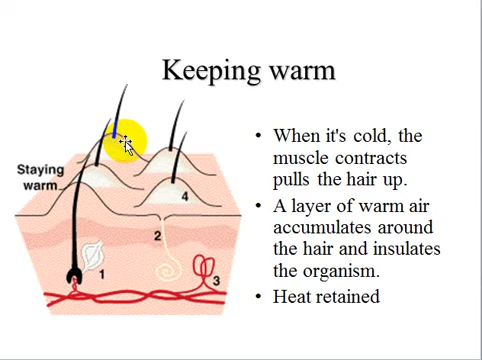 Keeping warm
Staying
warm
1
2
3
4
• When it's cold, the
muscle contracts
pulls the hair up.
• A layer of warm air
accumulates around
the hair and insulates
the organism.
• Heat retained